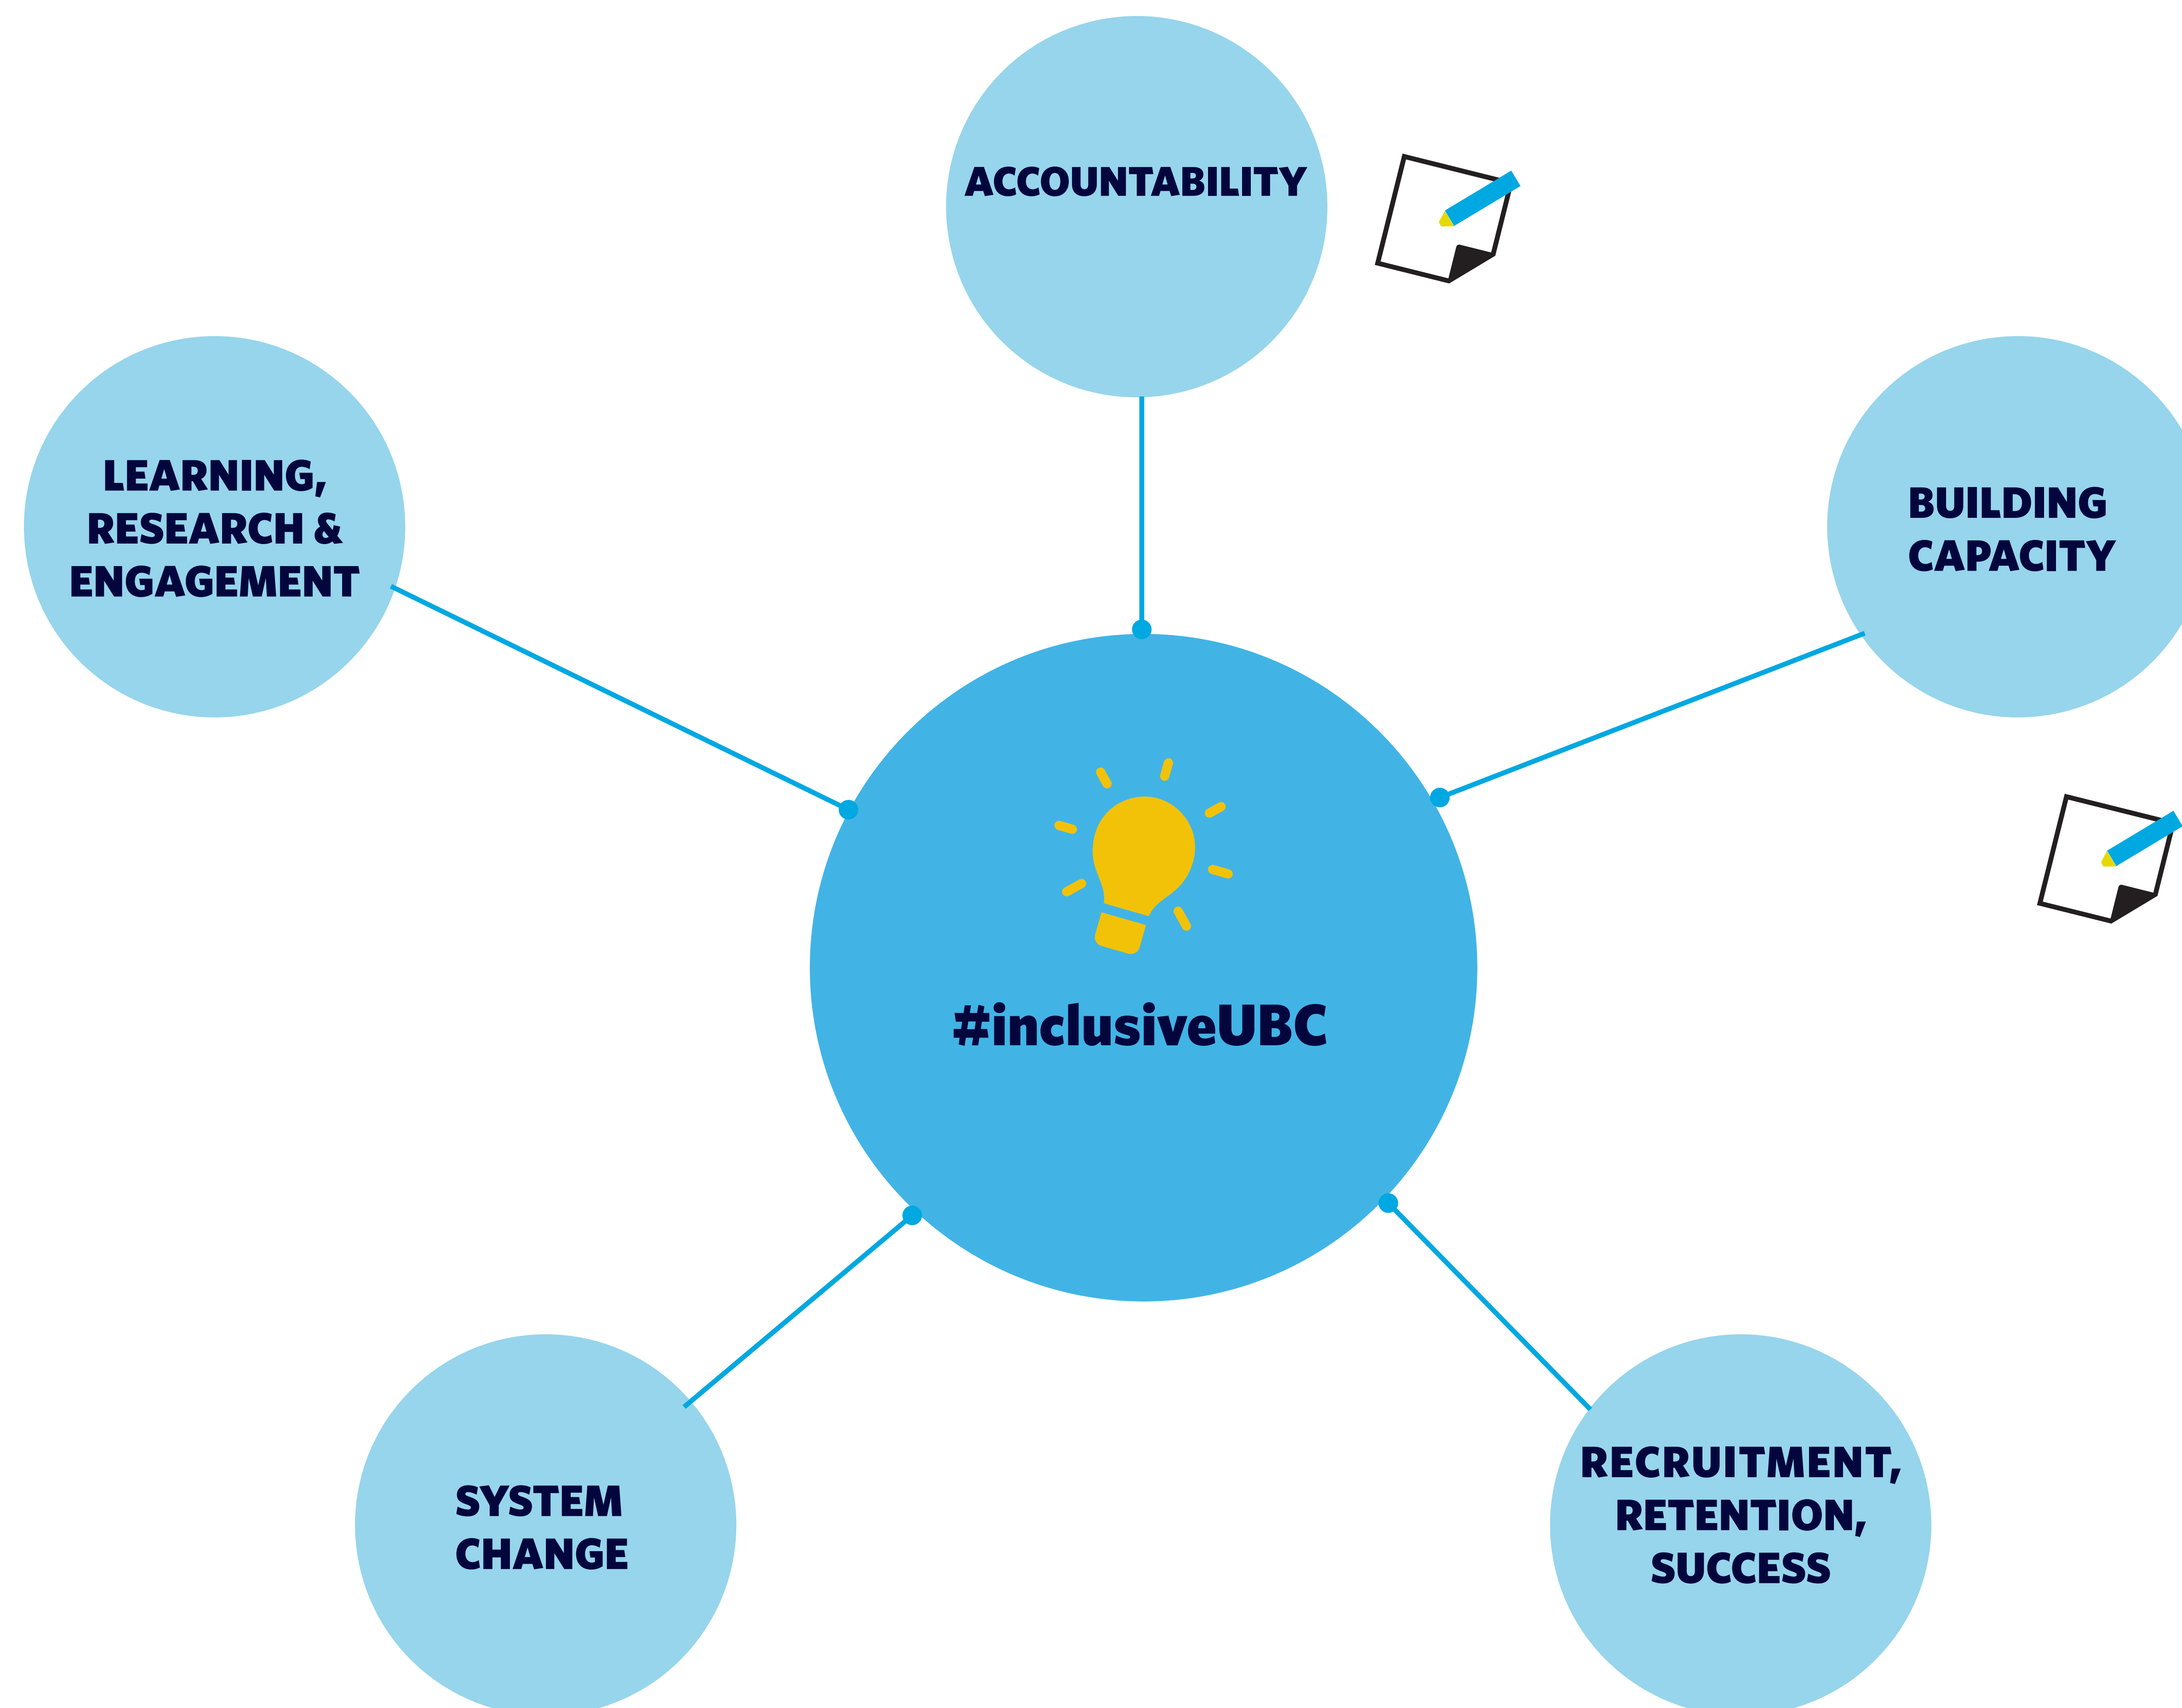 ACCOUNTABILITY
LEARNING,
RESEARCH &
ENGAGEMENT
BUILDING
CAPACITY
#inclusiveUBC
SYSTEM
CHANGE
RECRUITMENT,
RETENTION,
SUCCESS